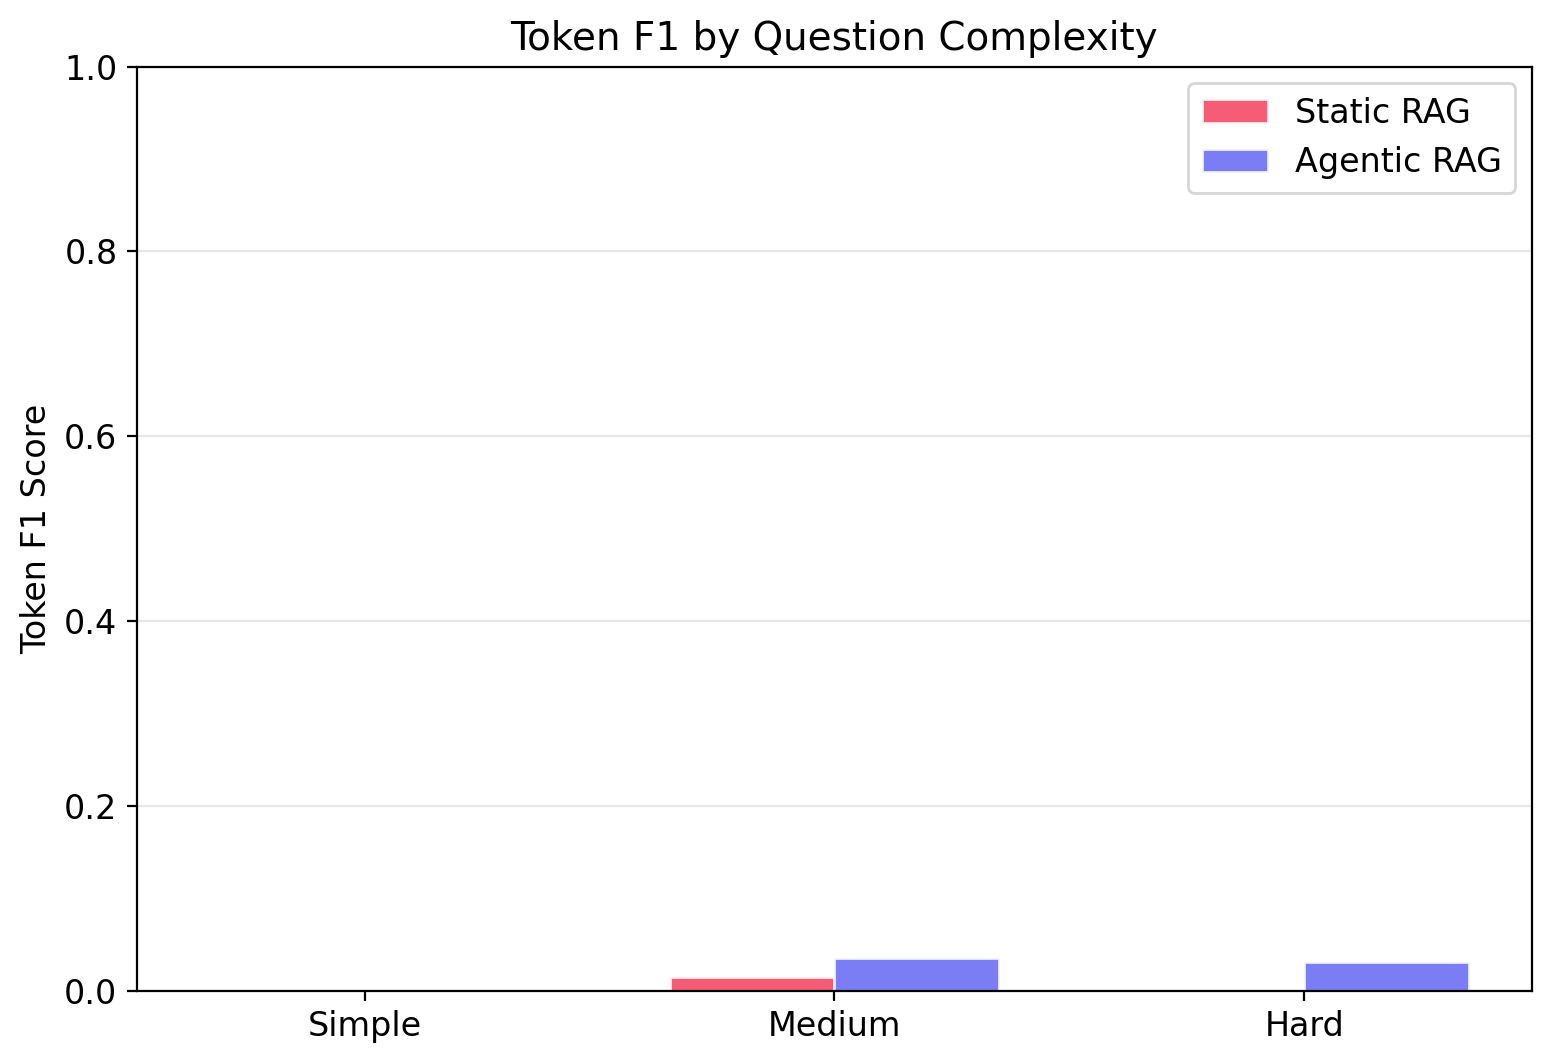 Token F1 by Question Complexity
Static RAG
Agentic RAG
Token F1 Score
1.0
0.8
0.6
0.4
0.2
0.0
Simple
Medium
Hard